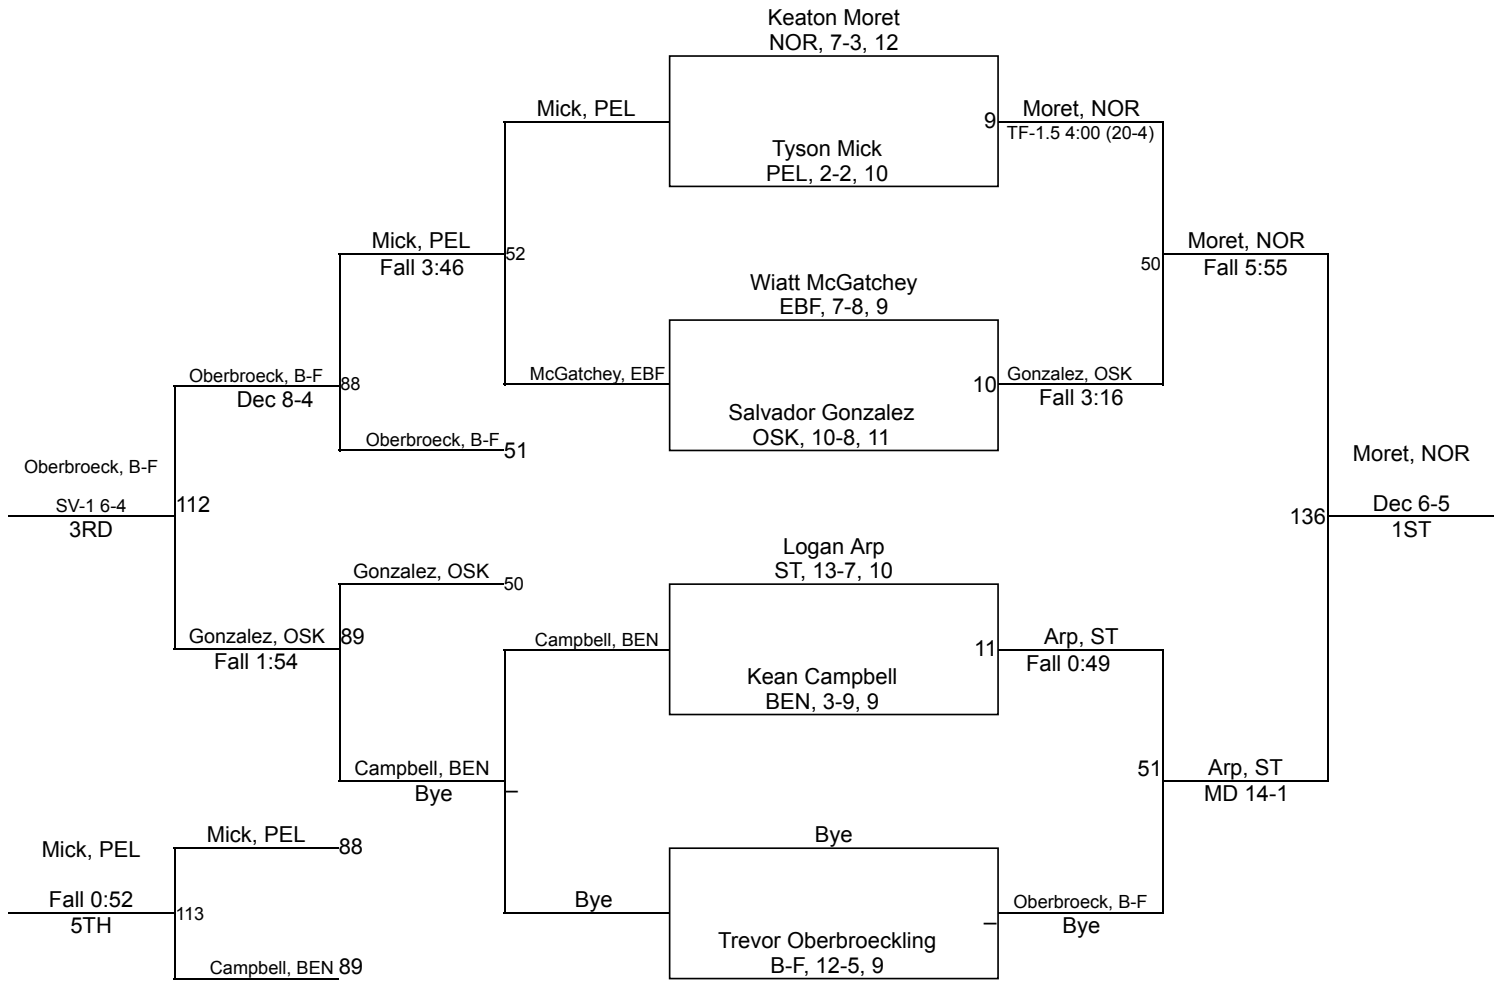 Keaton Moret
NOR, 7-3, 12
Mick, PEL
9
Moret, NOR
TF-1.5 4:00 (20-4)
Tyson Mick
PEL, 2-2, 10
Mick, PEL
Fall 3:46
52
50
Moret, NOR
Fall 5:55
Wiatt McGatchey
EBF, 7-8, 9
McGatchey, EBF
10
Gonzalez, OSK
Fall 3:16
Salvador Gonzalez
OSK, 10-8, 11
Oberbroeck, B-F
Dec 8-4
88
Oberbroeck, B-F
51
Oberbroeck, B-F
SV-1 6-4
3RD
112
Moret, NOR
136
Dec 6-5
1ST
Logan Arp
ST, 13-7, 10
Gonzalez, OSK
50
Gonzalez, OSK
Fall 1:54
89
Campbell, BEN
11
Arp, ST
Fall 0:49
Kean Campbell
BEN, 3-9, 9
Campbell, BEN
Bye
51
Arp, ST
MD 14-1
Mick, PEL
Fall 0:52
5TH
113
Mick, PEL
88
Campbell, BEN
89
Bye
Bye
Oberbroeck, B-F
Bye
Trevor Oberbroeckling
B-F, 12-5, 9